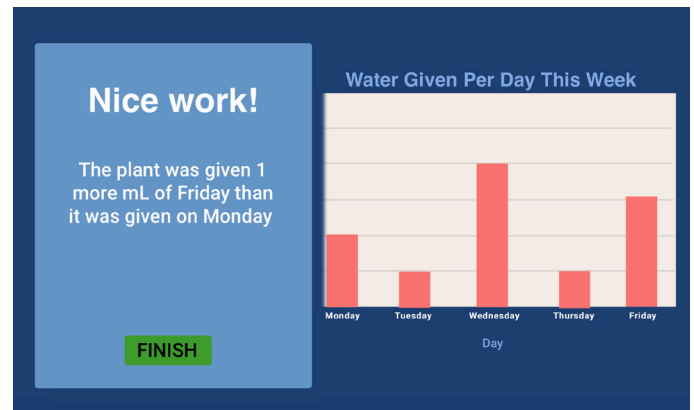 Nice work!
The plant was given 1
more mL of Friday than
it was given on Monday
FINISH
Water Given Per Day This Week
Monday Tuesday Wednesday Thursday Friday
Day